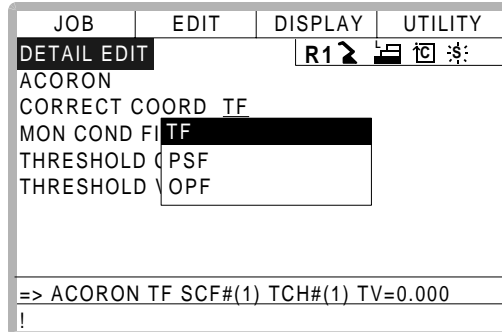 JOB EDIT DISPLAY UTILITY
DETAIL EDIT R1 C S
ACORON
CORRECT COORD TF
MON COND FI TF
THRESHOLD PSF
THRESHOLD OPF
=> ACORON TF SCF#(1) TCH#(1) TV=0.000
!